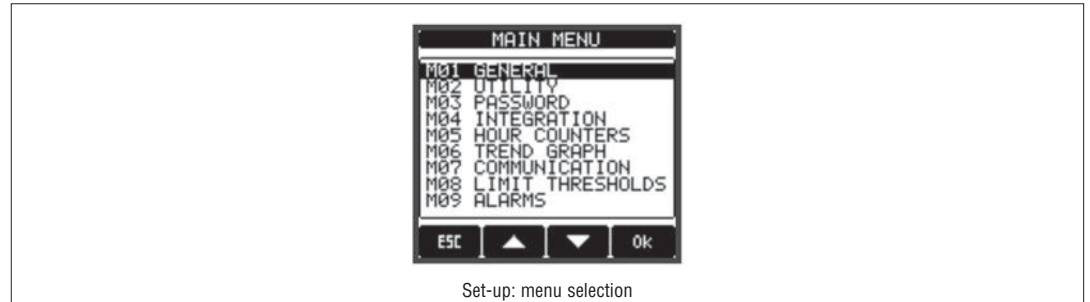 MAIN MENU
M01 GENERAL
M02 UTILITY
M03 PASSWORD
M04 INTEGRATION
M05 HOUR COUNTERS
M06 TREND GRAPH
M07 COMMUNICATION
M08 LIMIT THRESHOLDS
M09 ALARMS
ESC ▲ ▼ Ok
Set-up: menu selection